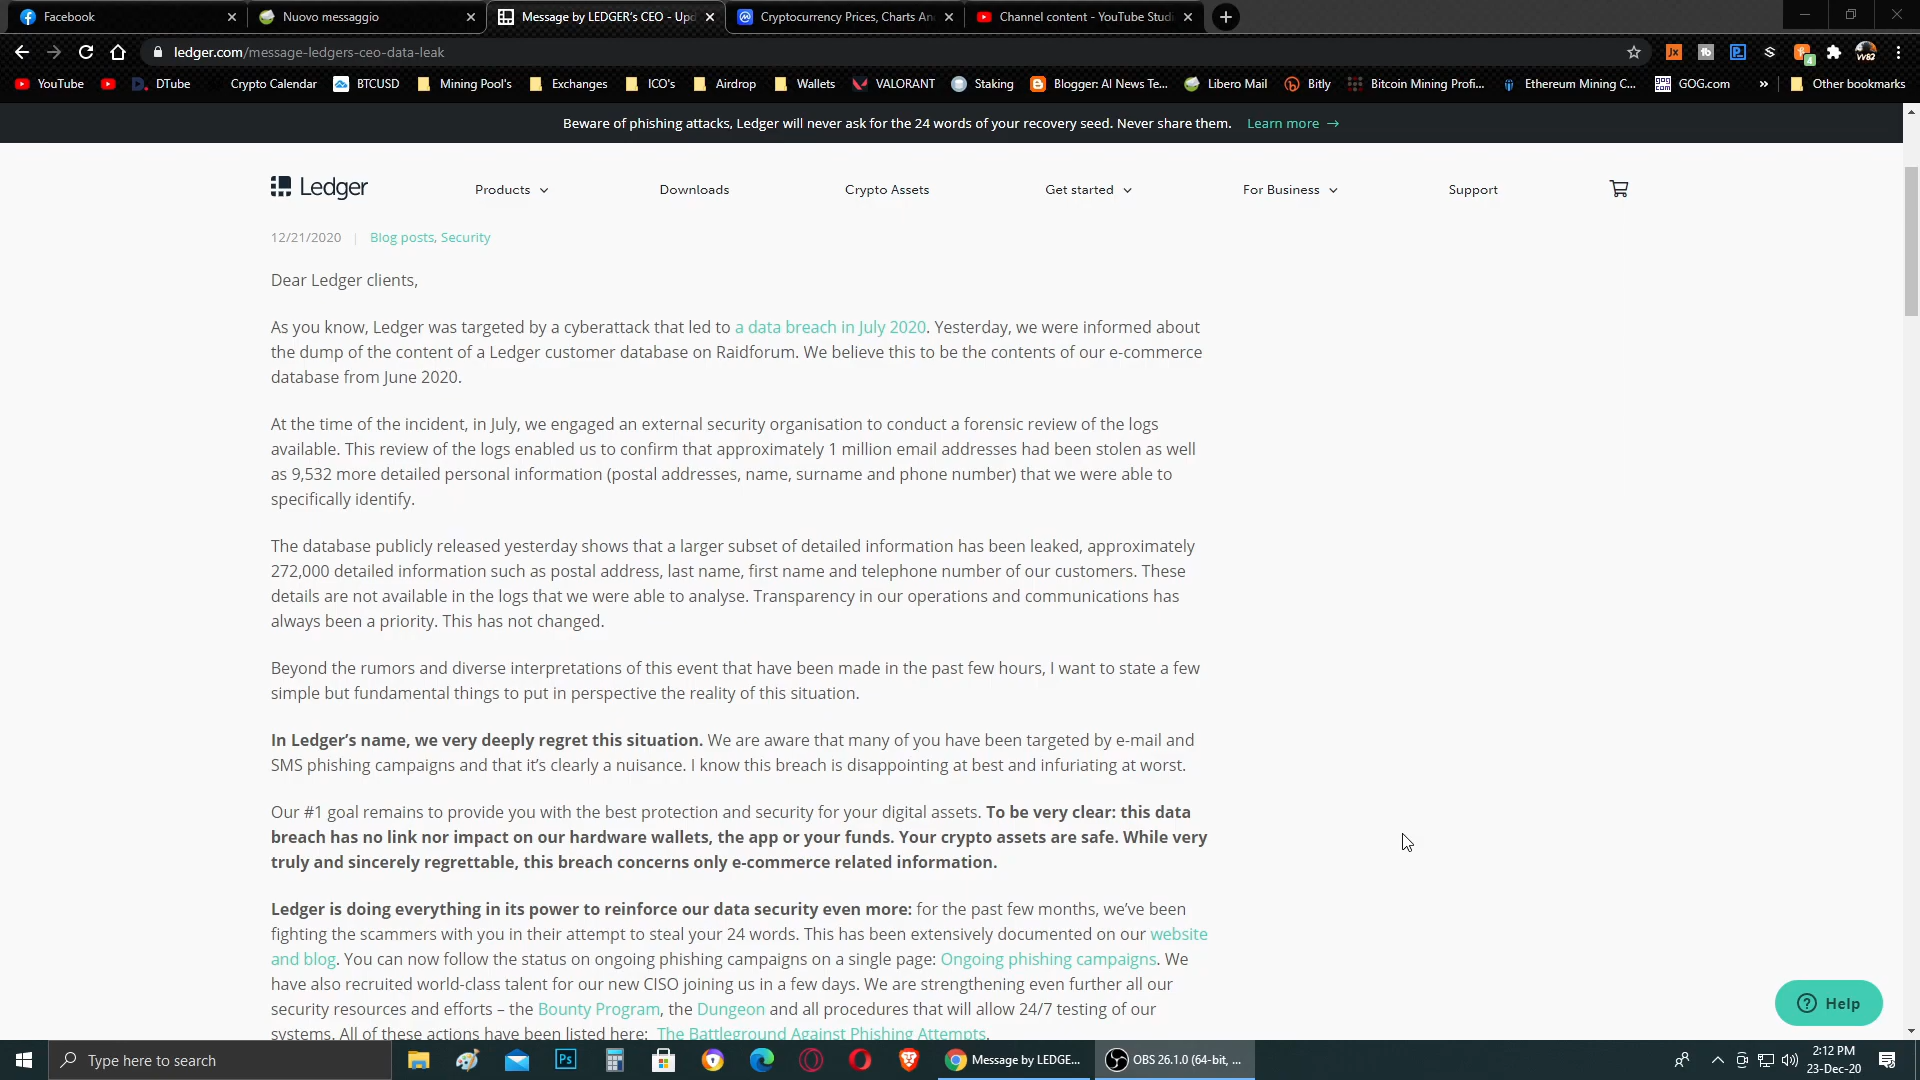 Facebook
Nuovo messaggio
Message by LEDGER's CEO - Upd
Cryptocurrency Prices, Charts An
Channel content - YouTube Studi
ledger.com/message-ledgers-ceo-data-leak
YouTube
DTube
Crypto Calendar
BTCUSD
Mining Pool's
Exchanges
ICO's
Airdrop
Wallets
VALORANT
Staking
Blogger: AI News Te...
Libero Mail
Bitly
Bitcoin Mining Profi...
Ethereum Mining C...
GOG.com
»
Other bookmarks
Beware of phishing attacks, Ledger will never ask for the 24 words of your recovery seed. Never share them. Learn more →
Ledger
Products
Downloads
Crypto Assets
Get started
For Business
Support
12/21/2020 | Blog posts, Security
Dear Ledger clients,
As you know, Ledger was targeted by a cyberattack that led to a data breach in July 2020. Yesterday, we were informed about
the dump of the content of a Ledger customer database on Raidforum. We believe this to be the contents of our e-commerce
database from June 2020.
At the time of the incident, in July, we engaged an external security organisation to conduct a forensic review of the logs
available. This review of the logs enabled us to confirm that approximately 1 million email addresses had been stolen as well
as 9,532 more detailed personal information (postal addresses, name, surname and phone number) that we were able to
specifically identify.
The database publicly released yesterday shows that a larger subset of detailed information has been leaked, approximately
272,000 detailed information such as postal address, last name, first name and telephone number of our customers. These
details are not available in the logs that we were able to analyse. Transparency in our operations and communications has
always been a priority. This has not changed.
Beyond the rumors and diverse interpretations of this event that have been made in the past few hours, I want to state a few
simple but fundamental things to put in perspective the reality of this situation.
In Ledger’s name, we very deeply regret this situation. We are aware that many of you have been targeted by e-mail and
SMS phishing campaigns and that it’s clearly a nuisance. I know this breach is disappointing at best and infuriating at worst.
Our #1 goal remains to provide you with the best protection and security for your digital assets. To be very clear: this data
breach has no link nor impact on our hardware wallets, the app or your funds. Your crypto assets are safe. While very
truly and sincerely regrettable, this breach concerns only e-commerce related information.
Ledger is doing everything in its power to reinforce our data security even more: for the past few months, we’ve been
fighting the scammers with you in their attempt to steal your 24 words. This has been extensively documented on our website
and blog. You can now follow the status on ongoing phishing campaigns on a single page: Ongoing phishing campaigns. We
have also recruited world-class talent for our new CISO joining us in a few days. We are strengthening even further all our
security resources and efforts – the Bounty Program, the Dungeon and all procedures that will allow 24/7 testing of our
systems. All of these actions have been listed here: The Battleground Against Phishing Attempts.
Help
Type here to search
Ps
Message by LEDGE...
OBS 26.1.0 (64-bit, ...
2:12 PM
23-Dec-20